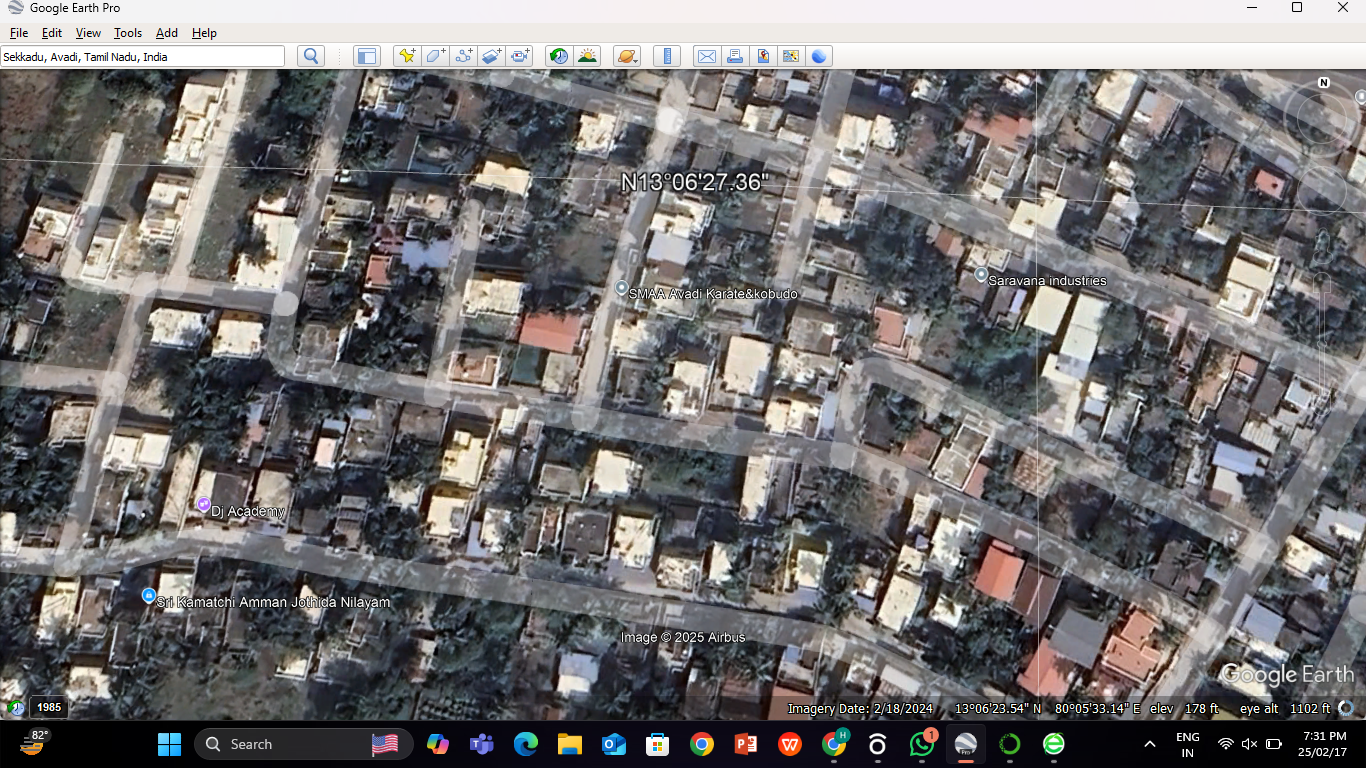 Google Earth Pro
File Edit View Tools Add Help
Sekkadu, Avadi, Tamil Nadu, India
N
N13°06'27.36"
Saravana industries
SMAA Avadi Karate&kobudo
Dj Academy
Sri Kamatchi Amman Jothida Nilayam
Image © 2025 Airbus
Google Earth
1985
Imagery Date: 2/18/2024 13°06'23.54" N 80°05'33.14" E elev 178 ft eye alt 1102 ft
82°
Search
H
1
Pro
ENG
IN
7:31 PM
25/02/17